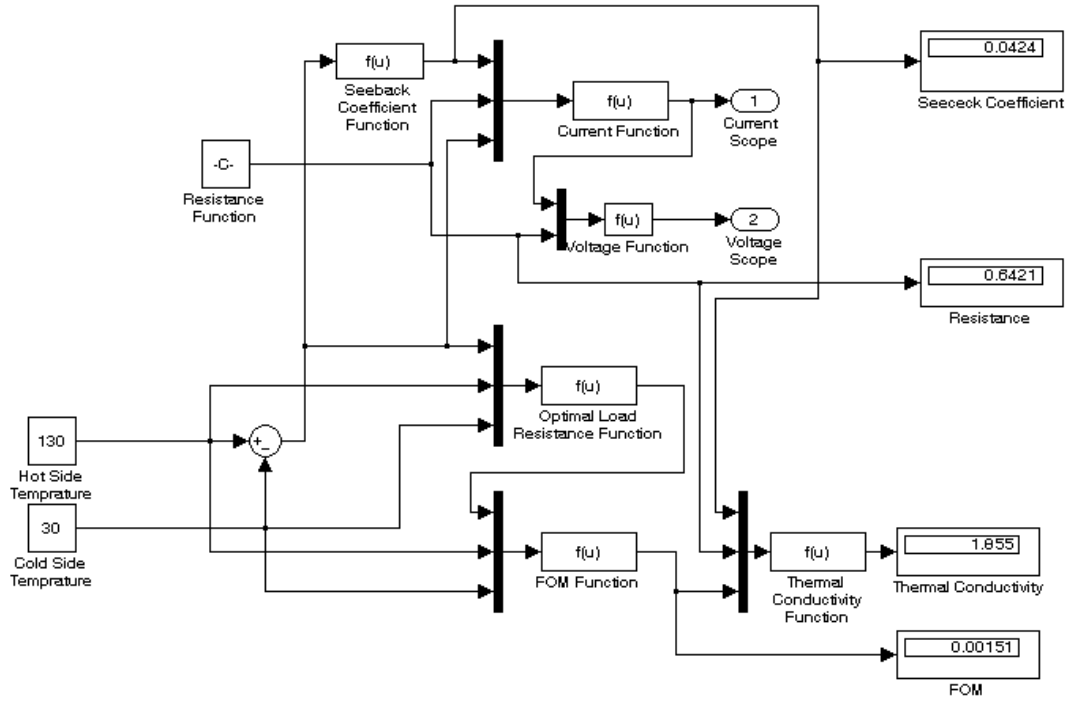 f(u)
Seeback
Coefficient
Function
0.0424
Seececk Coefficient
f(u)
Current Function
1
Current
Scope
-C-
Resistance
Function
f(u)
Voltage Function
2
Voltage
Scope
0.6421
Resistance
f(u)
Optimal Load
Resistance Function
130
Hot Side
Temprature
+
-
30
Cold Side
Temprature
f(u)
FOM Function
f(u)
Thermal
Conductivity
Function
1.855
Thermal Conductivity
0.00151
FOM